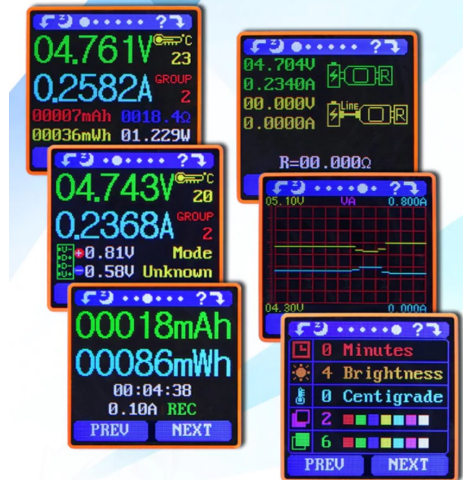 ?
04.761V °C
23
0.2582A GROUP
2
00007mAh 0018.4Ω
00036mWh 01.229W
?
04.743V °C
20
0.2368A GROUP
2
U-
D+
D-
U+
+0.81V Mode
-0.58V Unknown
?
00018mAh
00086mWh
00:04:38
0.10A REC
PREV NEXT
?
04.704V
0.2340A R
00.000V Line
0.0000A R
R=00.000Ω
?
05.10V VA 0.800A
04.30V 0.000A
?
0 Minutes
4 Brightness
0 Centigrade
2
6
PREV NEXT